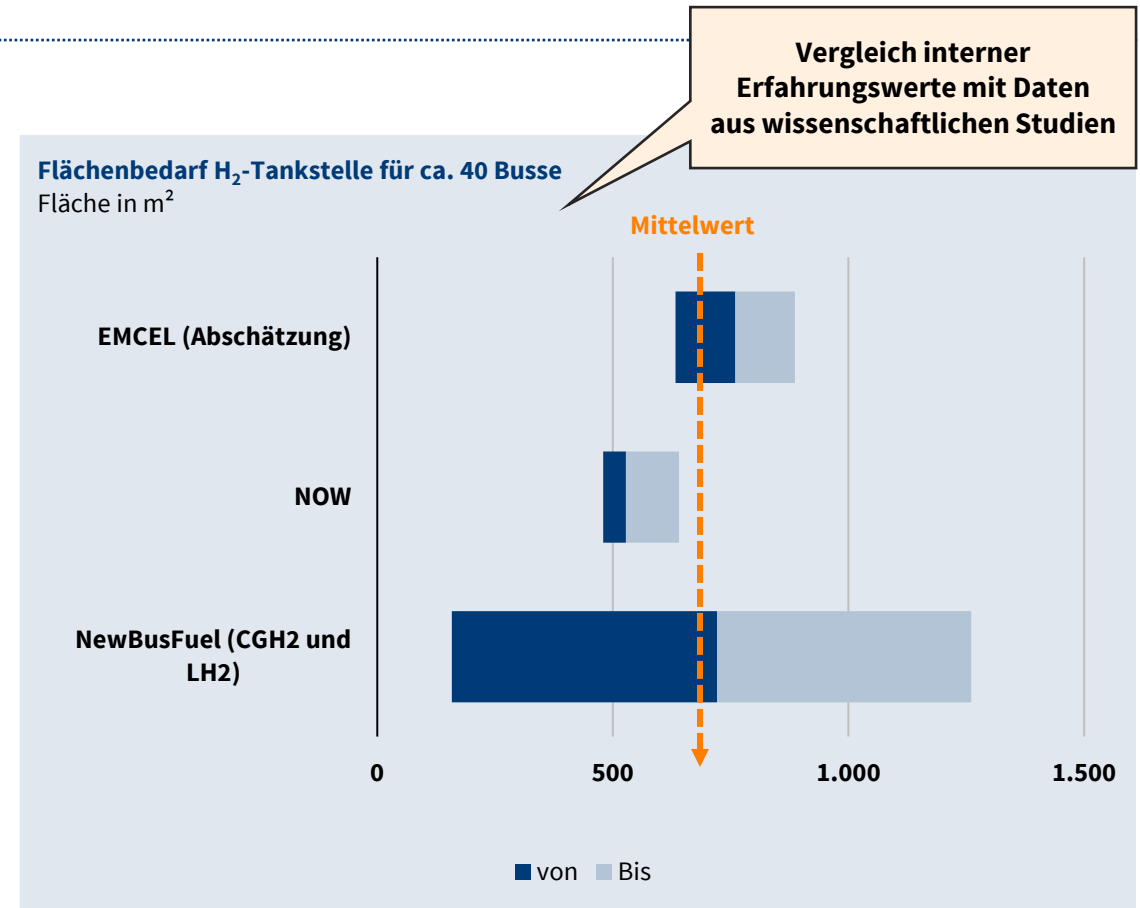 Vergleich interner
Erfahrungswerte mit Daten
aus wissenschaftlichen Studien
Flächenbedarf H₂-Tankstelle für ca. 40 Busse
Fläche in m²
Mittelwert
EMCEL (Abschätzung)
NOW
NewBusFuel (CGH2 und
LH2)
0 500 1.000 1.500
von Bis